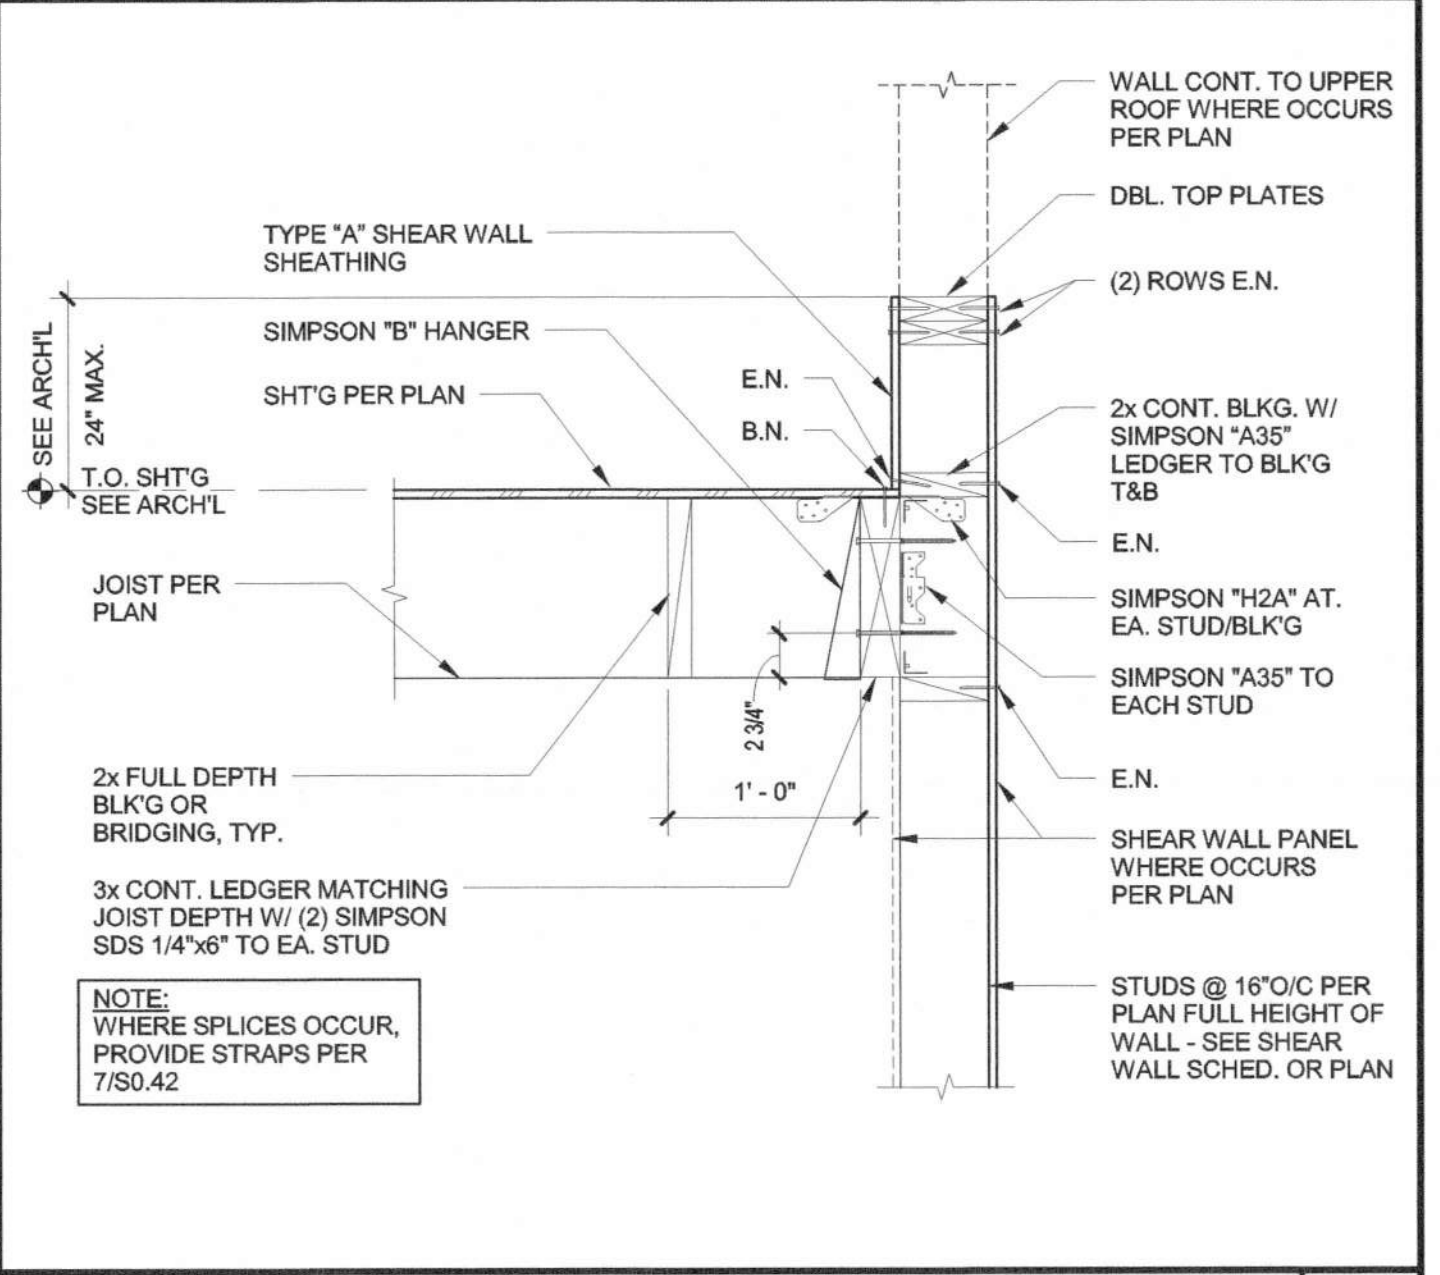 WALL CONT. TO UPPER
ROOF WHERE OCCURS
PER PLAN
DBL. TOP PLATES
(2) ROWS E.N.
TYPE "A" SHEAR WALL
SHEATHING
SIMPSON "B" HANGER
SHT'G PER PLAN
E.N.
B.N.
SEE ARCH'L
24" MAX.
T.O. SHT'G
SEE ARCH'L
2x CONT. BLKG. W/
SIMPSON "A35"
LEDGER TO BLK'G
T&B
E.N.
JOIST PER
PLAN
SIMPSON "H2A" AT.
EA. STUD/BLK'G
SIMPSON "A35" TO
EACH STUD
2 3/4"
1' - 0"
E.N.
2x FULL DEPTH
BLK'G OR
BRIDGING, TYP.
SHEAR WALL PANEL
WHERE OCCURS
PER PLAN
3x CONT. LEDGER MATCHING
JOIST DEPTH W/ (2) SIMPSON
SDS 1/4"x6" TO EA. STUD
STUDS @ 16"O/C PER
PLAN FULL HEIGHT OF
WALL - SEE SHEAR
WALL SCHED. OR PLAN
NOTE:
WHERE SPLICES OCCUR,
PROVIDE STRAPS PER
7/S0.42